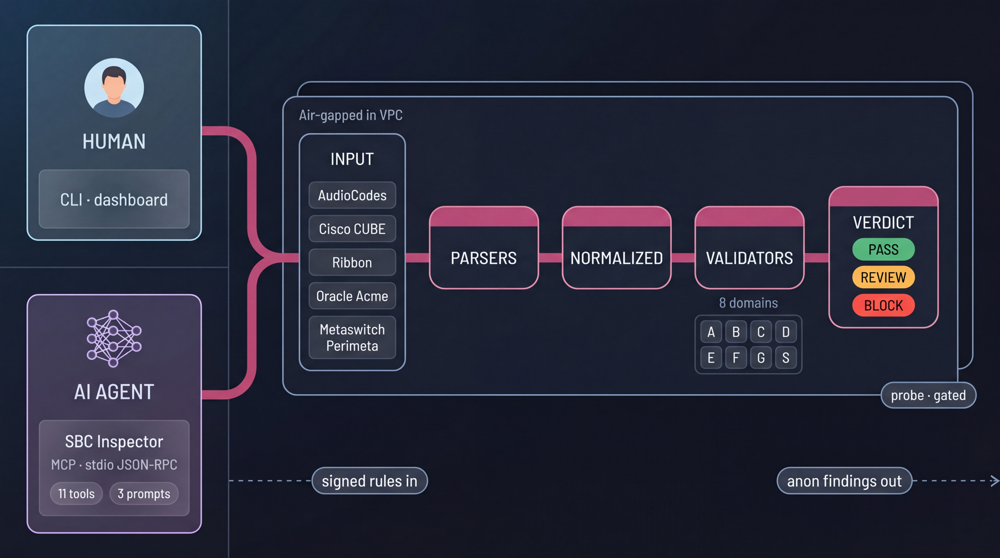 HUMAN
CLI · dashboard
AI AGENT
SBC Inspector
MCP · stdio JSON-RPC
11 tools
3 prompts
Air-gapped in VPC
INPUT
AudioCodes
Cisco CUBE
Ribbon
Oracle Acme
Metaswitch
Perimeta
PARSERS
NORMALIZED
VALIDATORS
8 domains
A B C D
E F G S
VERDICT
PASS
REVIEW
BLOCK
probe · gated
signed rules in
anon findings out